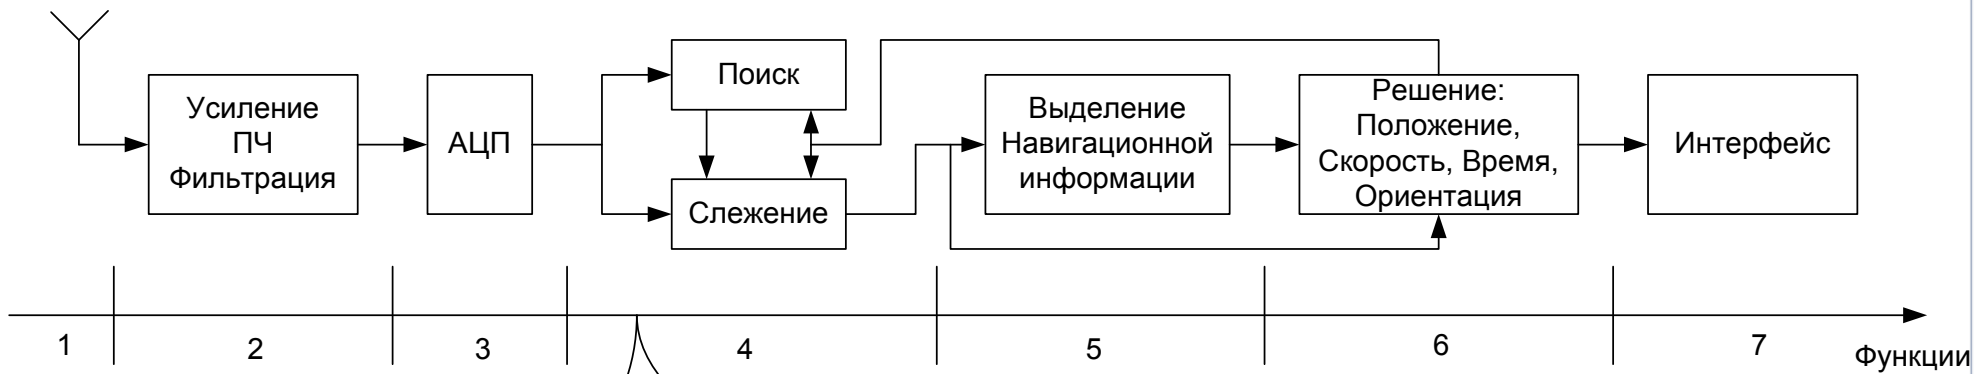 Усиление
ПЧ
Фильтрация
АЦП
Поиск
Слежение
Выделение
Навигационной
информации
Решение:
Положение,
Скорость, Время,
Ориентация
Интерфейс
1
2
3
4
5
6
7
Функции